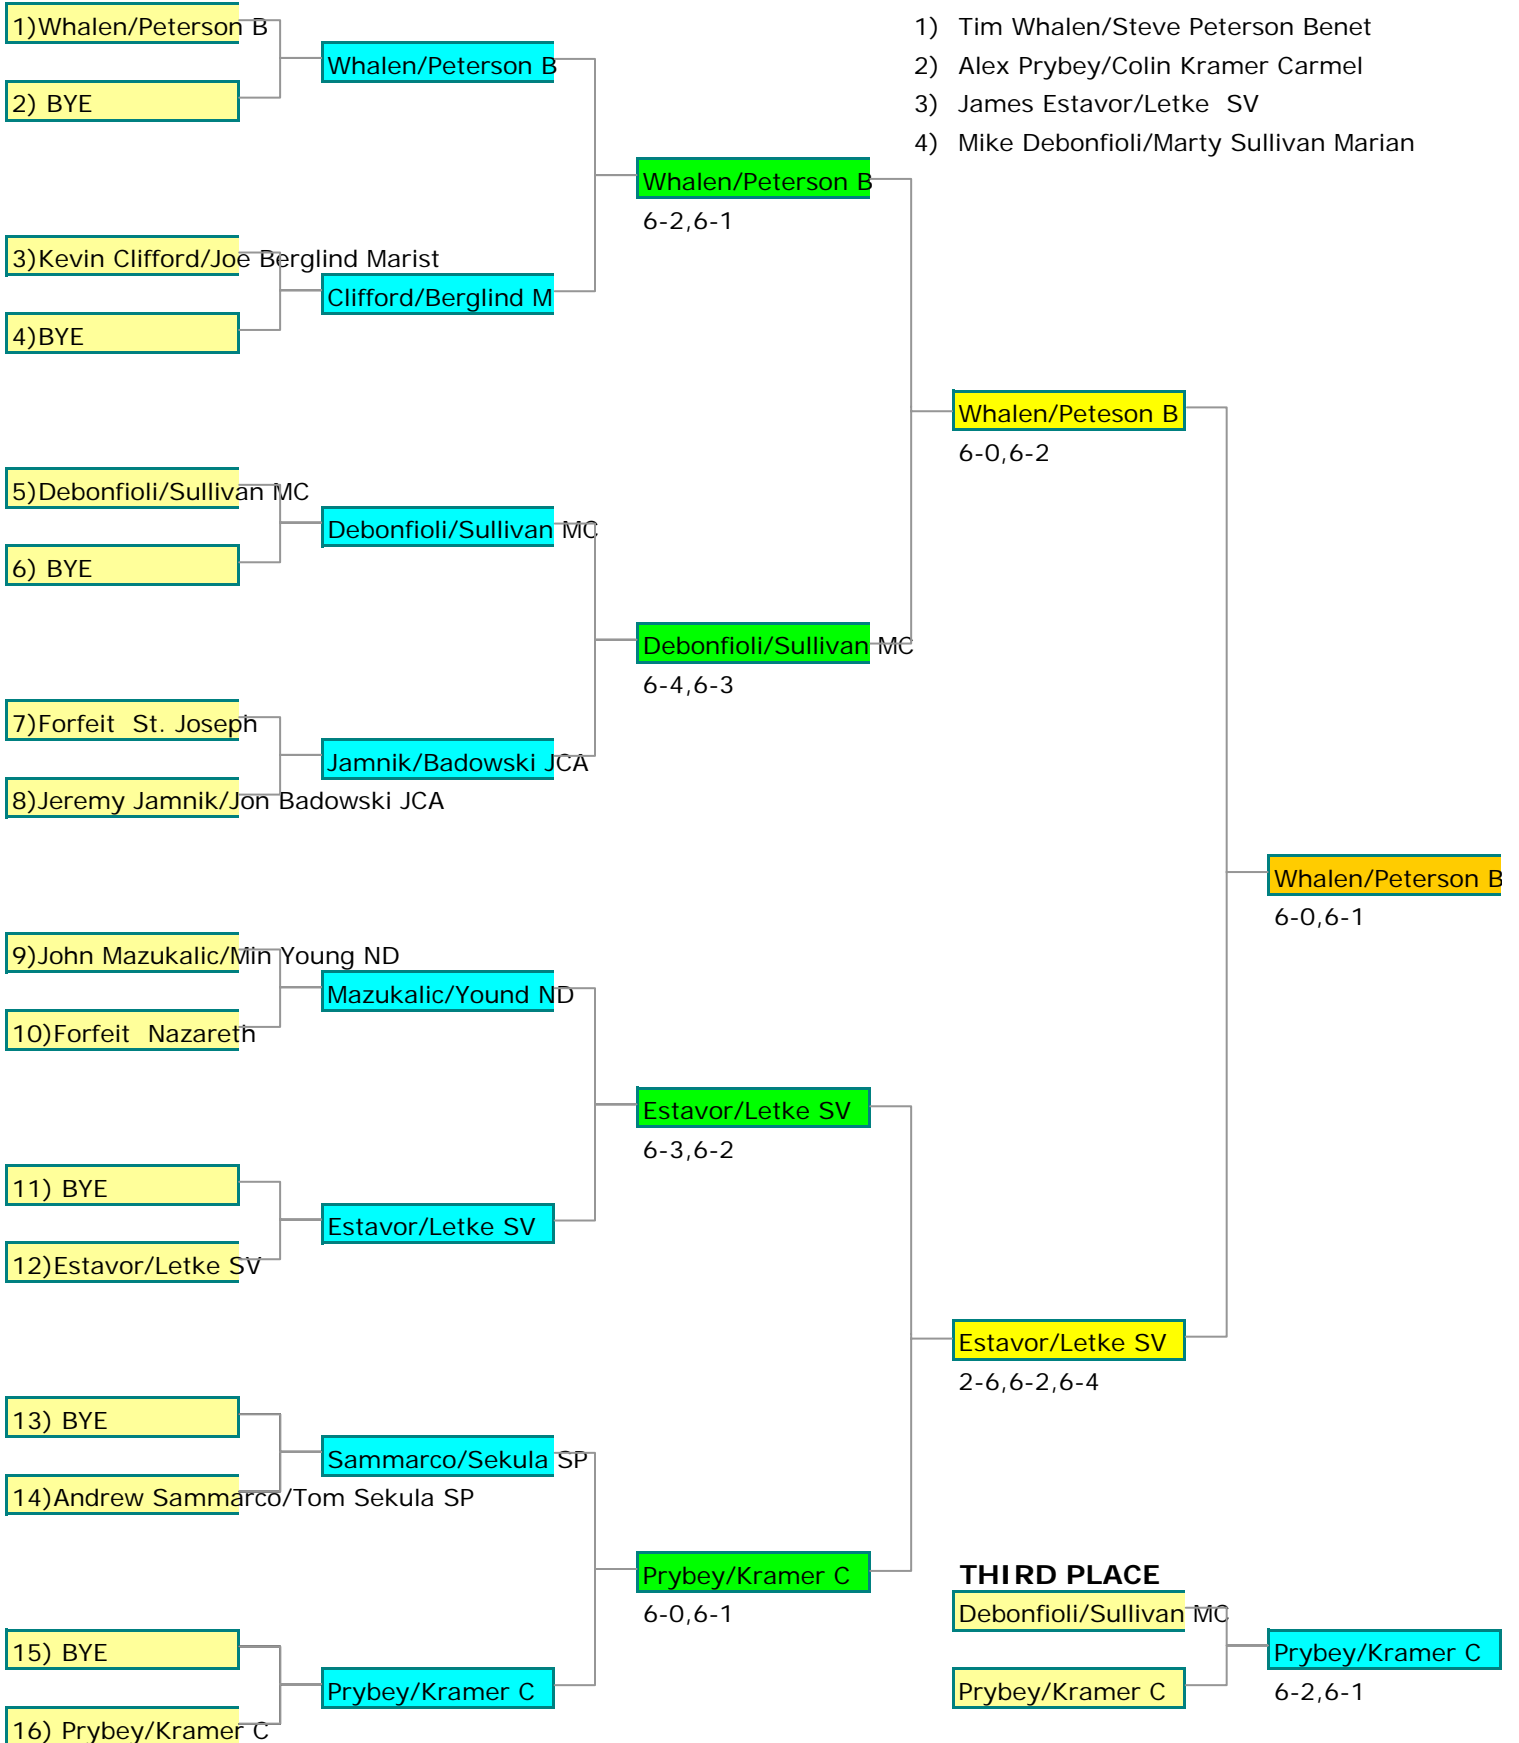 1)Whalen/Peterson B
1) Tim Whalen/Steve Peterson Benet
Whalen/Peterson B
2) Alex Prybey/Colin Kramer Carmel
2) BYE
3) James Estavor/Letke  SV
4) Mike Debonfioli/Marty Sullivan Marian
Whalen/Peterson B
6-2,6-1
3)Kevin Clifford/Joe Berglind Marist
Clifford/Berglind M
4)BYE
Whalen/Peteson B
6-0,6-2
5)Debonfioli/Sullivan MC
Debonfioli/Sullivan MC
6) BYE
Debonfioli/Sullivan MC
6-4,6-3
7)Forfeit  St. Joseph
Jamnik/Badowski JCA
8)Jeremy Jamnik/Jon Badowski JCA
Whalen/Peterson B
6-0,6-1
9)John Mazukalic/Min Young ND
Mazukalic/Yound ND
10)Forfeit  Nazareth
Estavor/Letke SV
6-3,6-2
11) BYE
Estavor/Letke SV
12)Estavor/Letke SV
Estavor/Letke SV
2-6,6-2,6-4
13) BYE
Sammarco/Sekula SP
14)Andrew Sammarco/Tom Sekula SP
Prybey/Kramer C
6-0,6-1
THIRD PLACE
Debonfioli/Sullivan MC
15) BYE
Prybey/Kramer C
Prybey/Kramer C
Prybey/Kramer C
6-2,6-1
16) Prybey/Kramer C